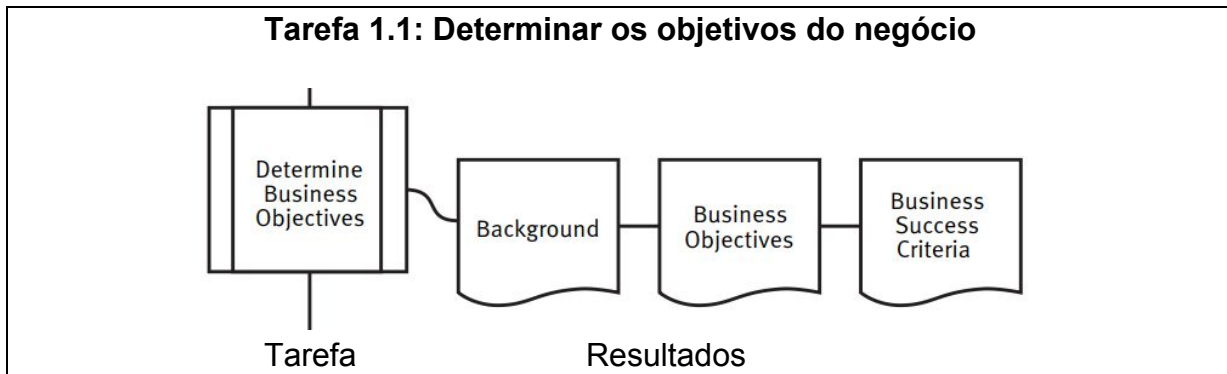 Tarefa 1.1: Determinar os objetivos do negócio
Determine
Business
Objectives
Background
Business
Objectives
Business
Success
Criteria
Tarefa
Resultados